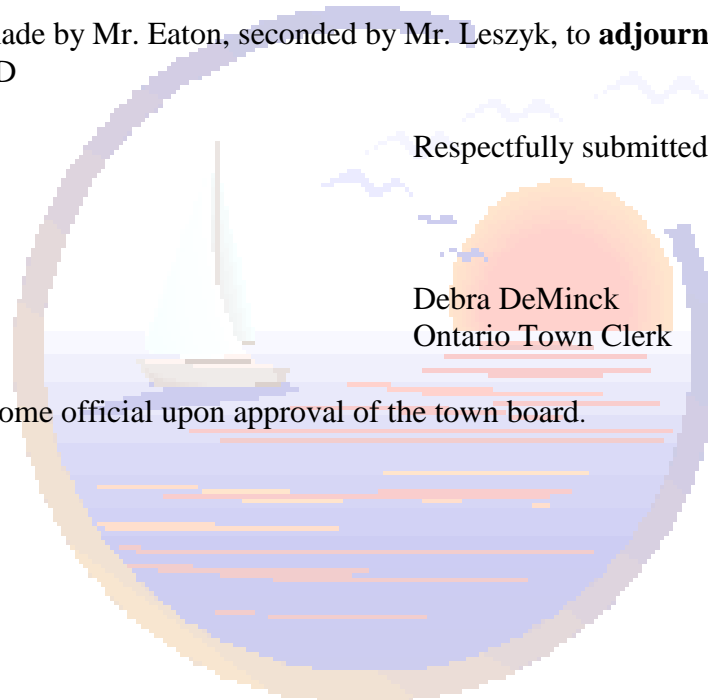 ade by Mr. Eaton, seconded by Mr. Leszyk, to adjourn
D
Respectfully submitted
Debra DeMinck
Ontario Town Clerk
ome official upon approval of the town board.